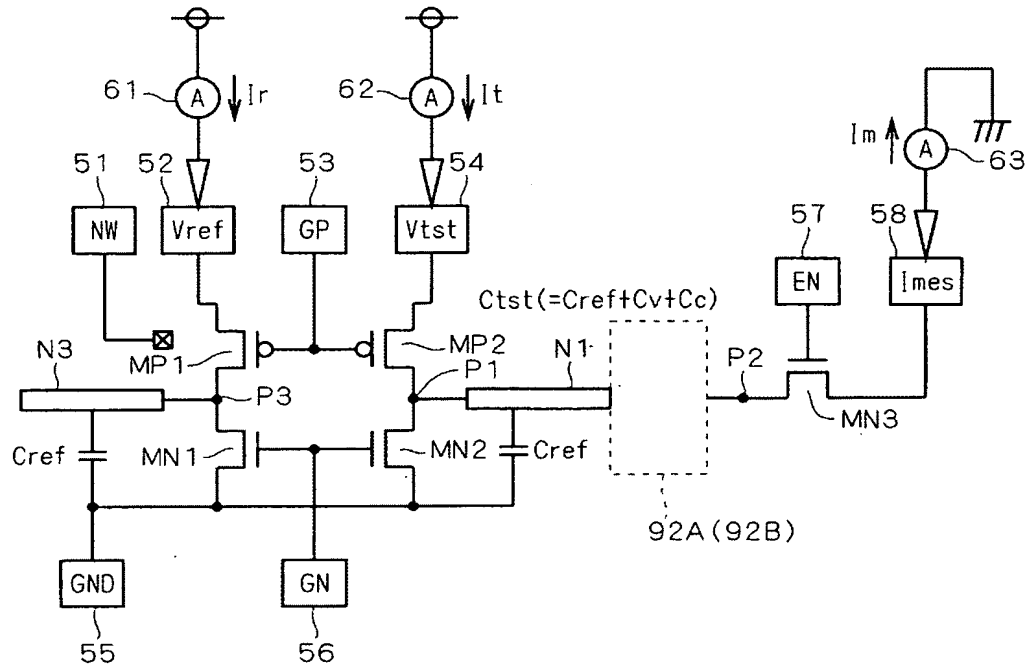 61
A
Ir
62
A
It
Im
A
63
51
52
53
54
57
58
NW
Vref
GP
Vtst
EN
Imes
Ctst(=Cref+Cv+Cc)
N3
MP1
MP2
N1
P3
P1
P2
MN3
Cref
MN1
MN2
Cref
92A(92B)
GND
GN
55
56